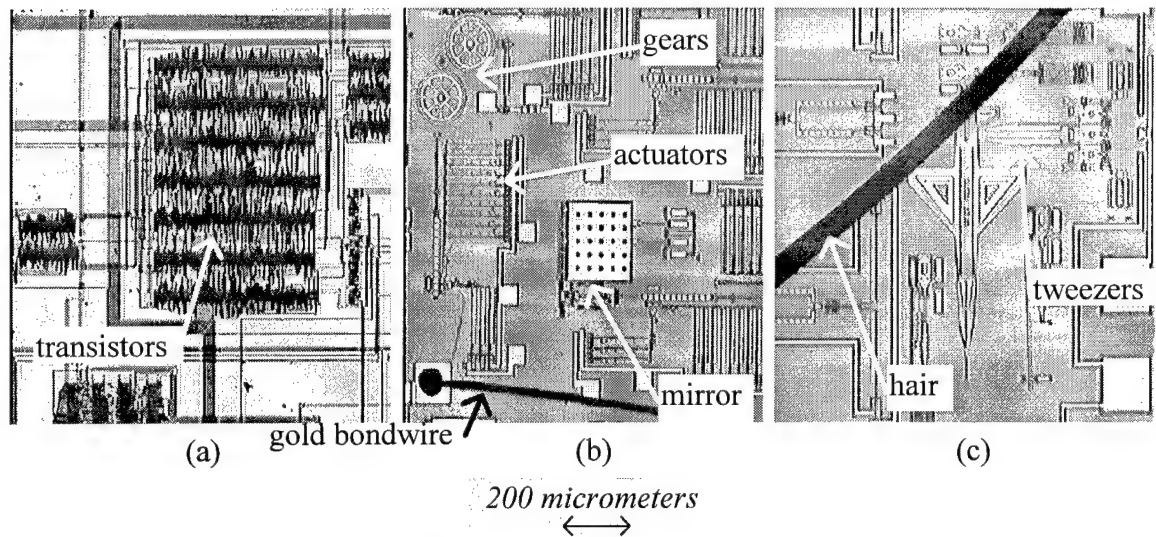 gears
actuators
transistors
mirror
gold bondwire
tweezers
hair
(a)
(b)
(c)
200 micrometers